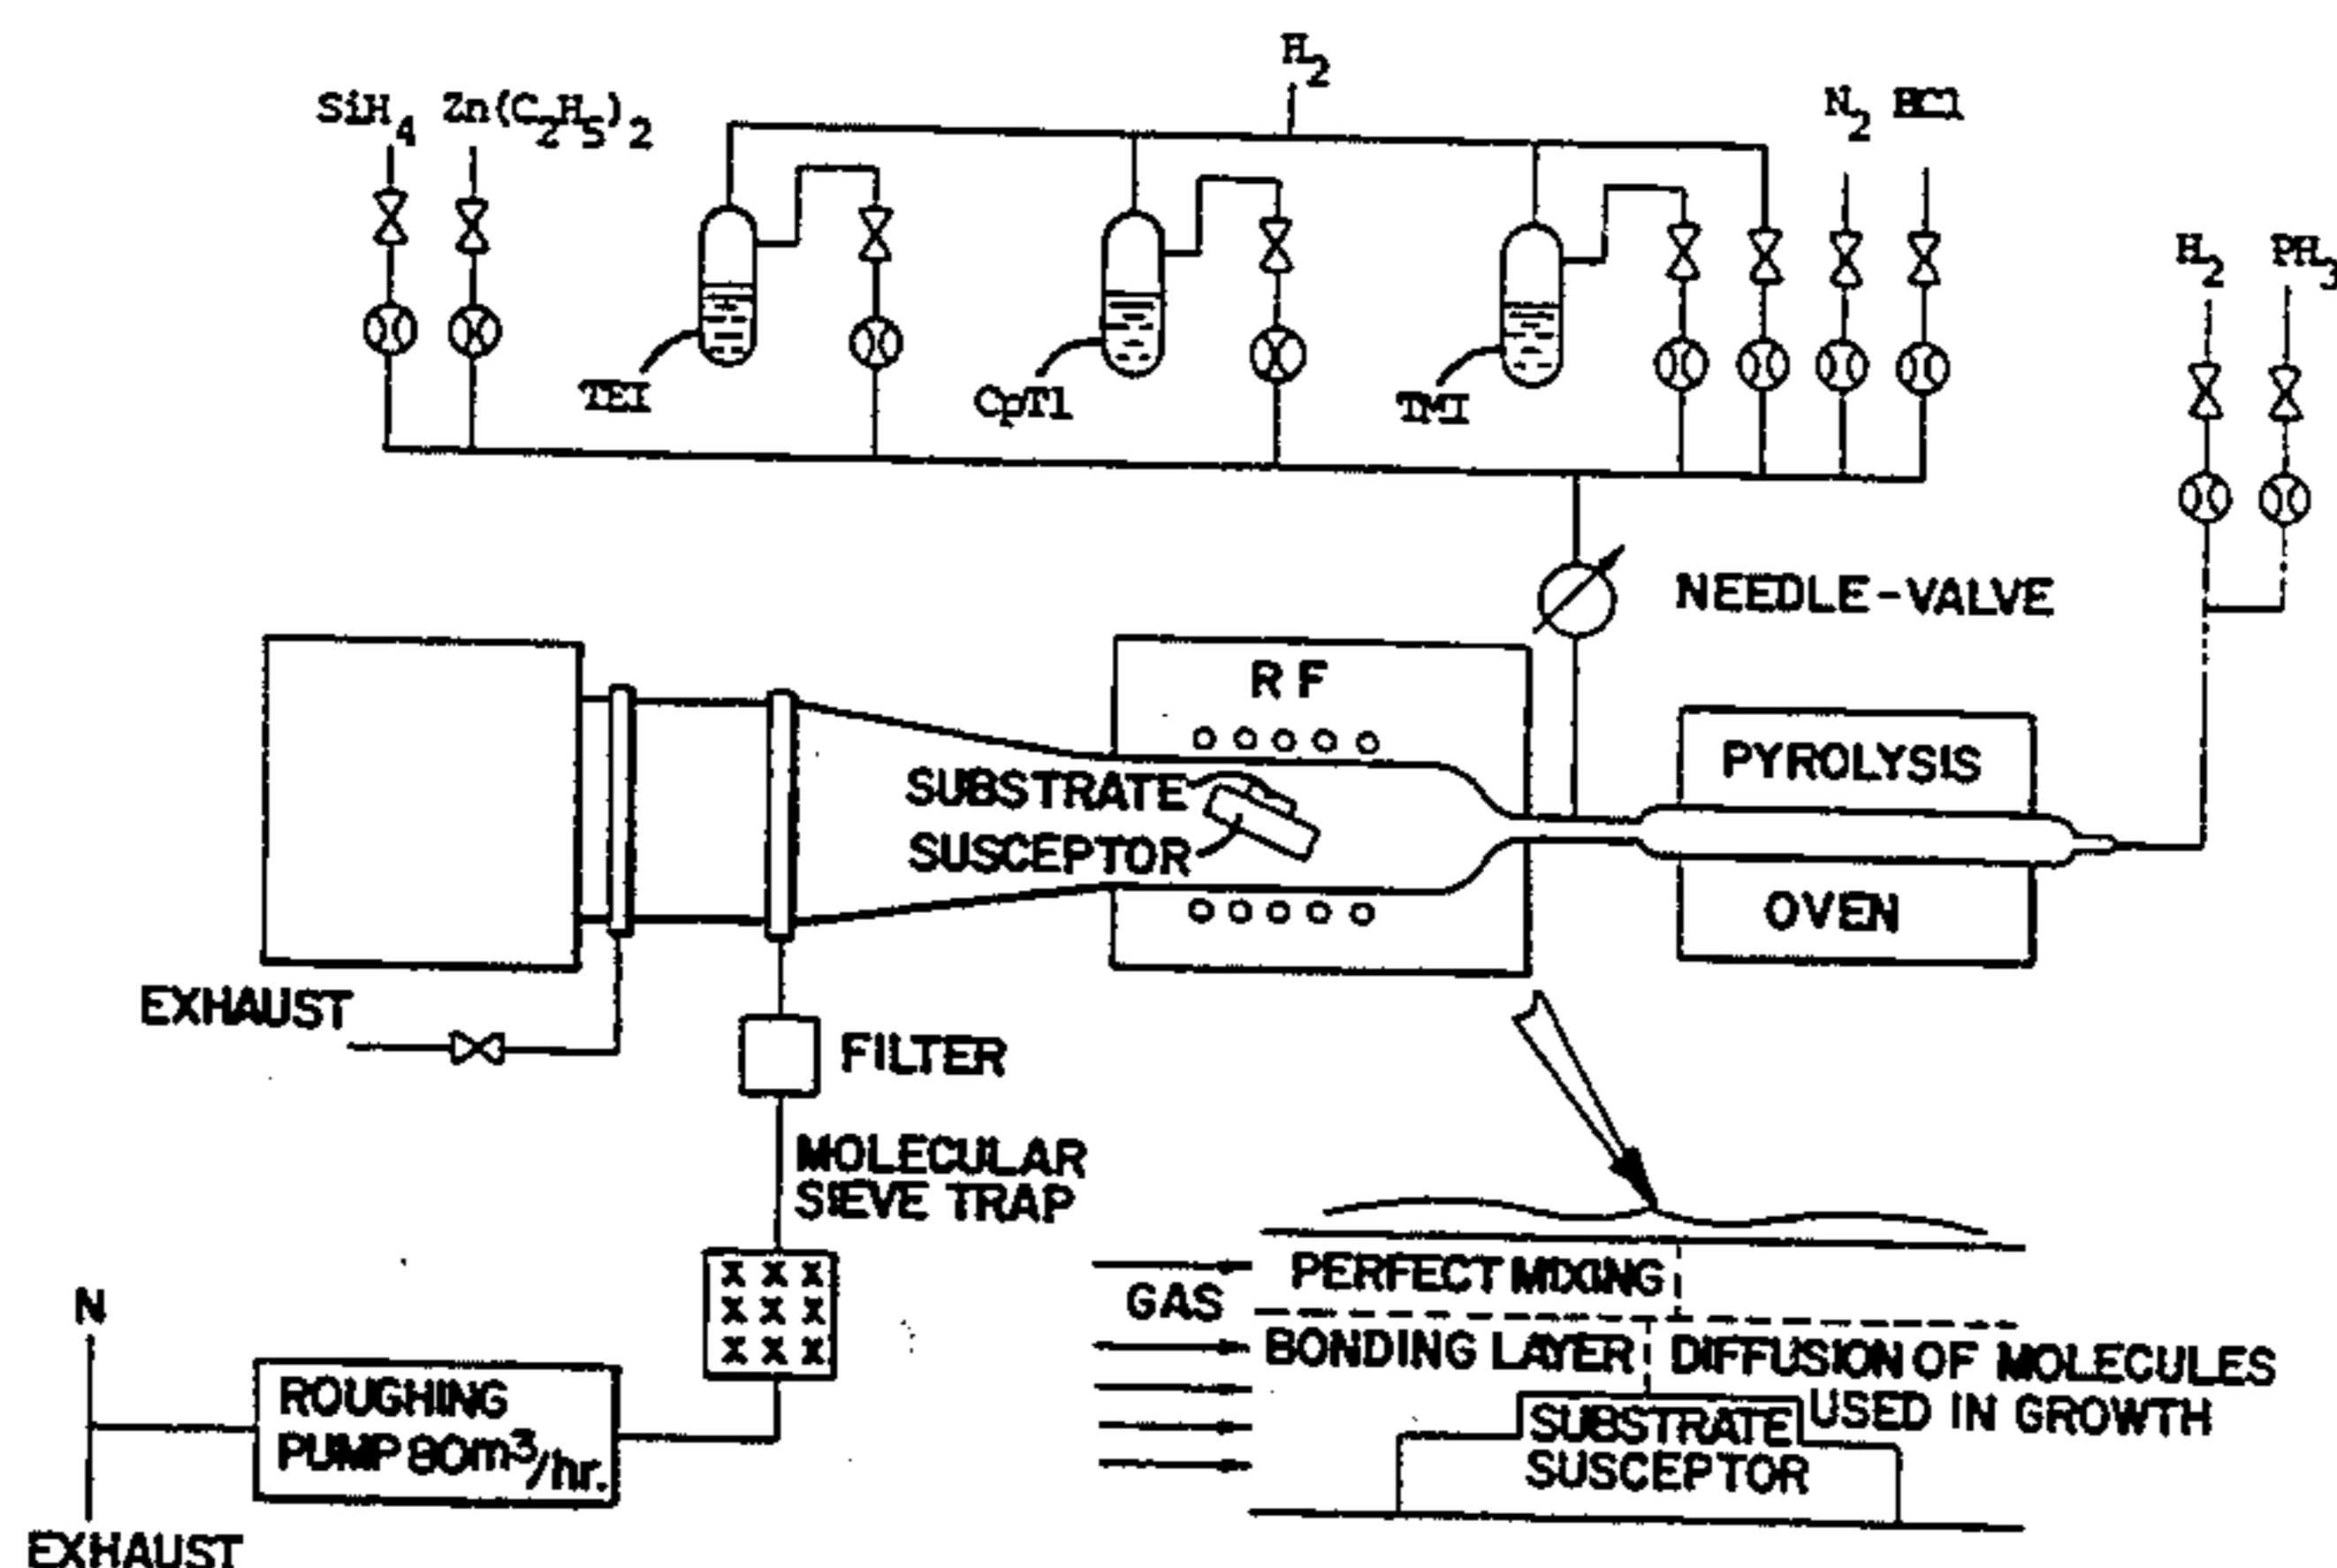 H2
SiH4 Zn(C2H5)2
N2 HCl
H2 PH3
TEI
CpTl
TMI
NEEDLE-VALVE
RF
PYROLYSIS
SUBSTRATE
SUSCEPTOR
OVEN
EXHAUST
FILTER
MOLECULAR
SIEVE TRAP
X X X
X X X
X X X
N
ROUGHING
PUMP 80m3/hr.
EXHAUST
GAS
PERFECT MIXING
BONDING LAYER
DIFFUSION OF MOLECULES
USED IN GROWTH
SUBSTRATE
SUSCEPTOR